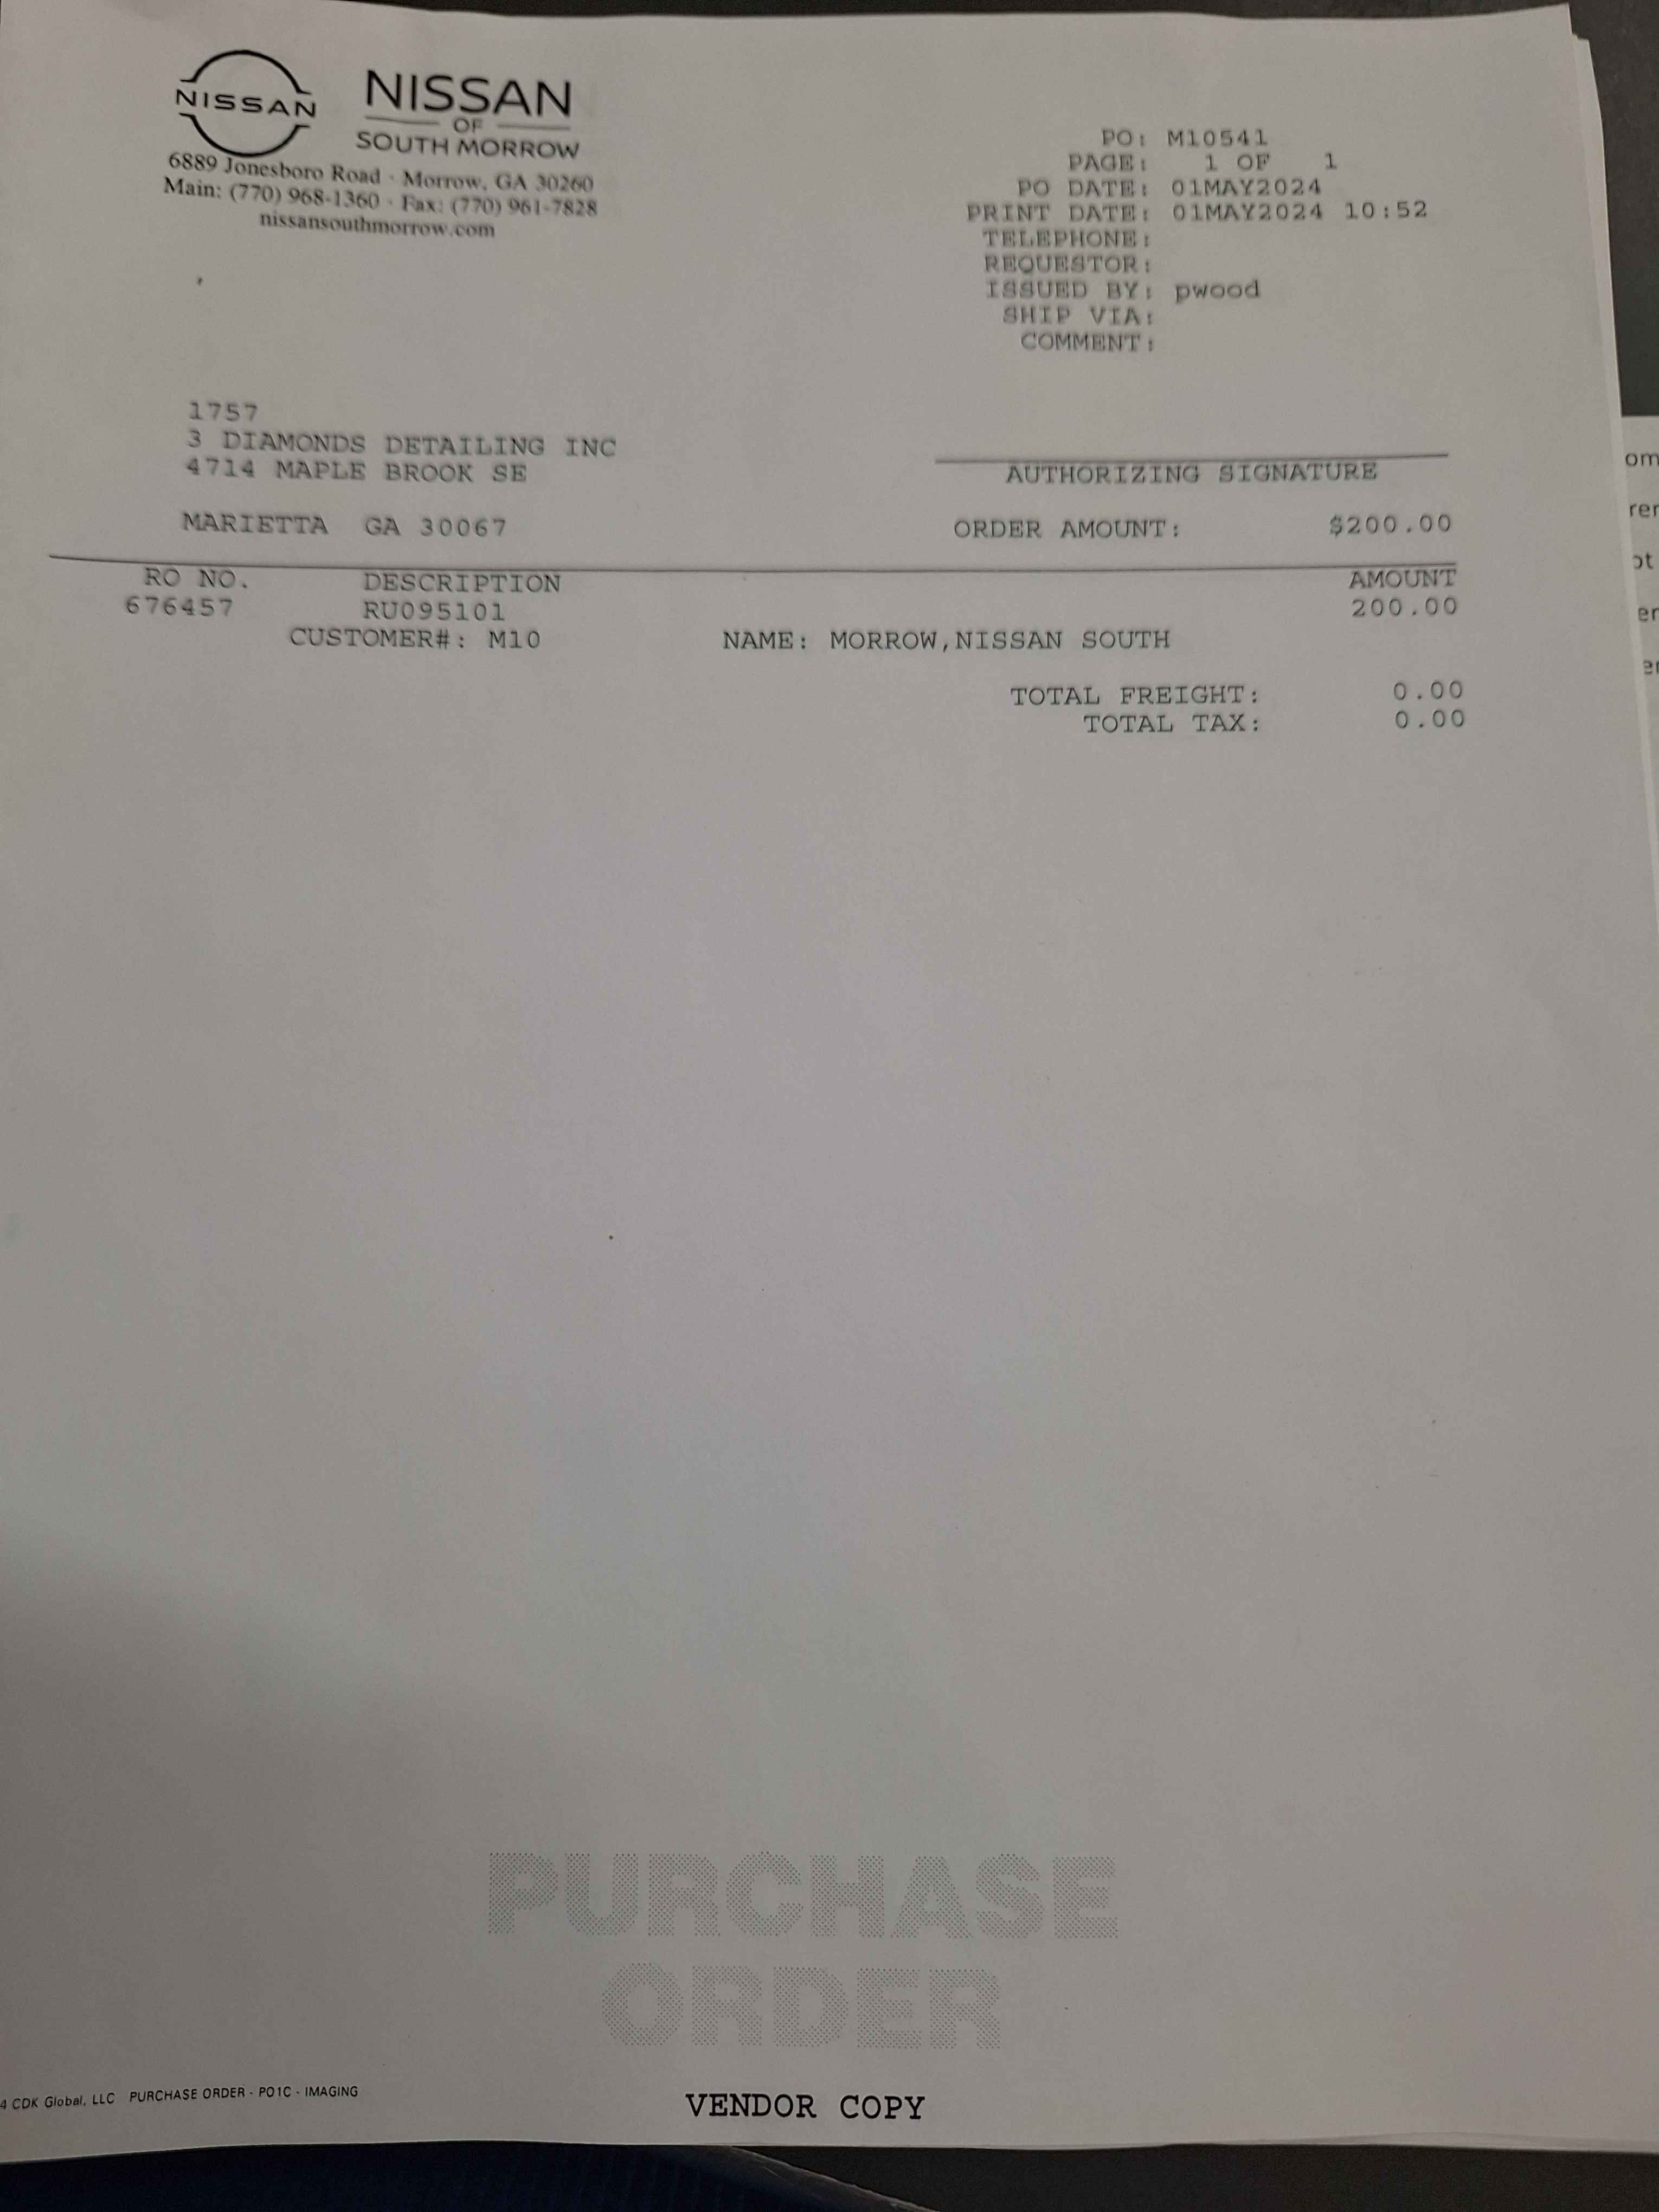 NISSAN
NISSAN
OF
SOUTH MORROW
6889 Jonesboro Road · Morrow, GA 30260
Main: (770) 968-1360 · Fax: (770) 961-7828
nissansouthmorrow.com
PO: M10541
PAGE: 1 OF 1
PO DATE: 01MAY2024
PRINT DATE: 01MAY2024 10:52
TELEPHONE:
REQUESTOR:
ISSUED BY: pwood
SHIP VIA:
COMMENT:
1757
3 DIAMONDS DETAILING INC
4714 MAPLE BROOK SE
MARIETTA GA 30067
AUTHORIZING SIGNATURE
ORDER AMOUNT: $200.00
RO NO. DESCRIPTION AMOUNT
676457 RU095101 200.00
CUSTOMER#: M10 NAME: MORROW,NISSAN SOUTH
TOTAL FREIGHT: 0.00
TOTAL TAX: 0.00
PURCHASE
ORDER
4 CDK Global, LLC PURCHASE ORDER - PO1C - IMAGING
VENDOR COPY